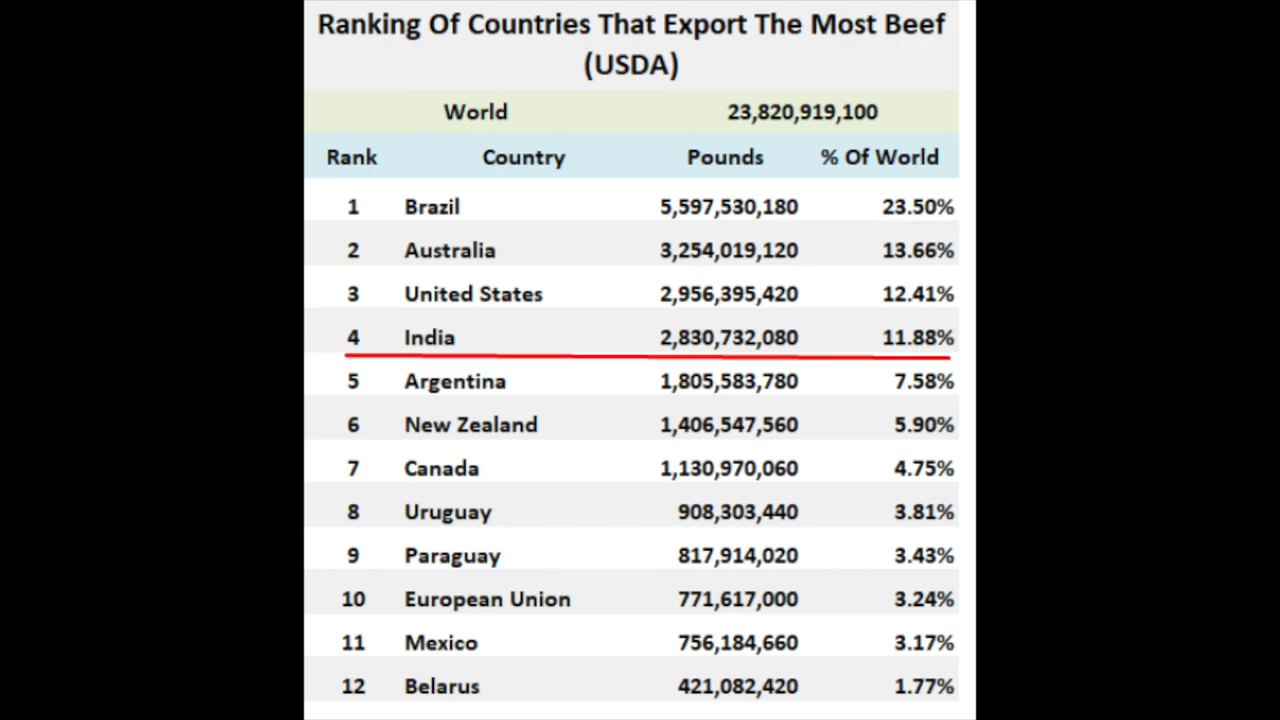 Ranking Of Countries That Export The Most Beef
(USDA)
World 23,820,919,100
Rank Country Pounds % Of World
1 Brazil 5,597,530,180 23.50%
2 Australia 3,254,019,120 13.66%
3 United States 2,956,395,420 12.41%
4 India 2,830,732,080 11.88%
5 Argentina 1,805,583,780 7.58%
6 New Zealand 1,406,547,560 5.90%
7 Canada 1,130,970,060 4.75%
8 Uruguay 908,303,440 3.81%
9 Paraguay 817,914,020 3.43%
10 European Union 771,617,000 3.24%
11 Mexico 756,184,660 3.17%
12 Belarus 421,082,420 1.77%